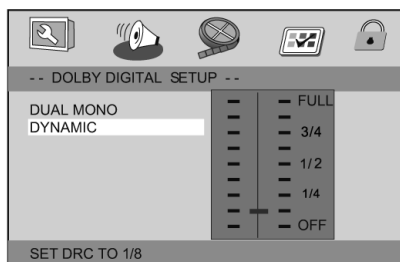 -- DOLBY DIGITAL SETUP --
DUAL MONO
DYNAMIC
FULL
3/4
1/2
1/4
OFF
SET DRC TO 1/8